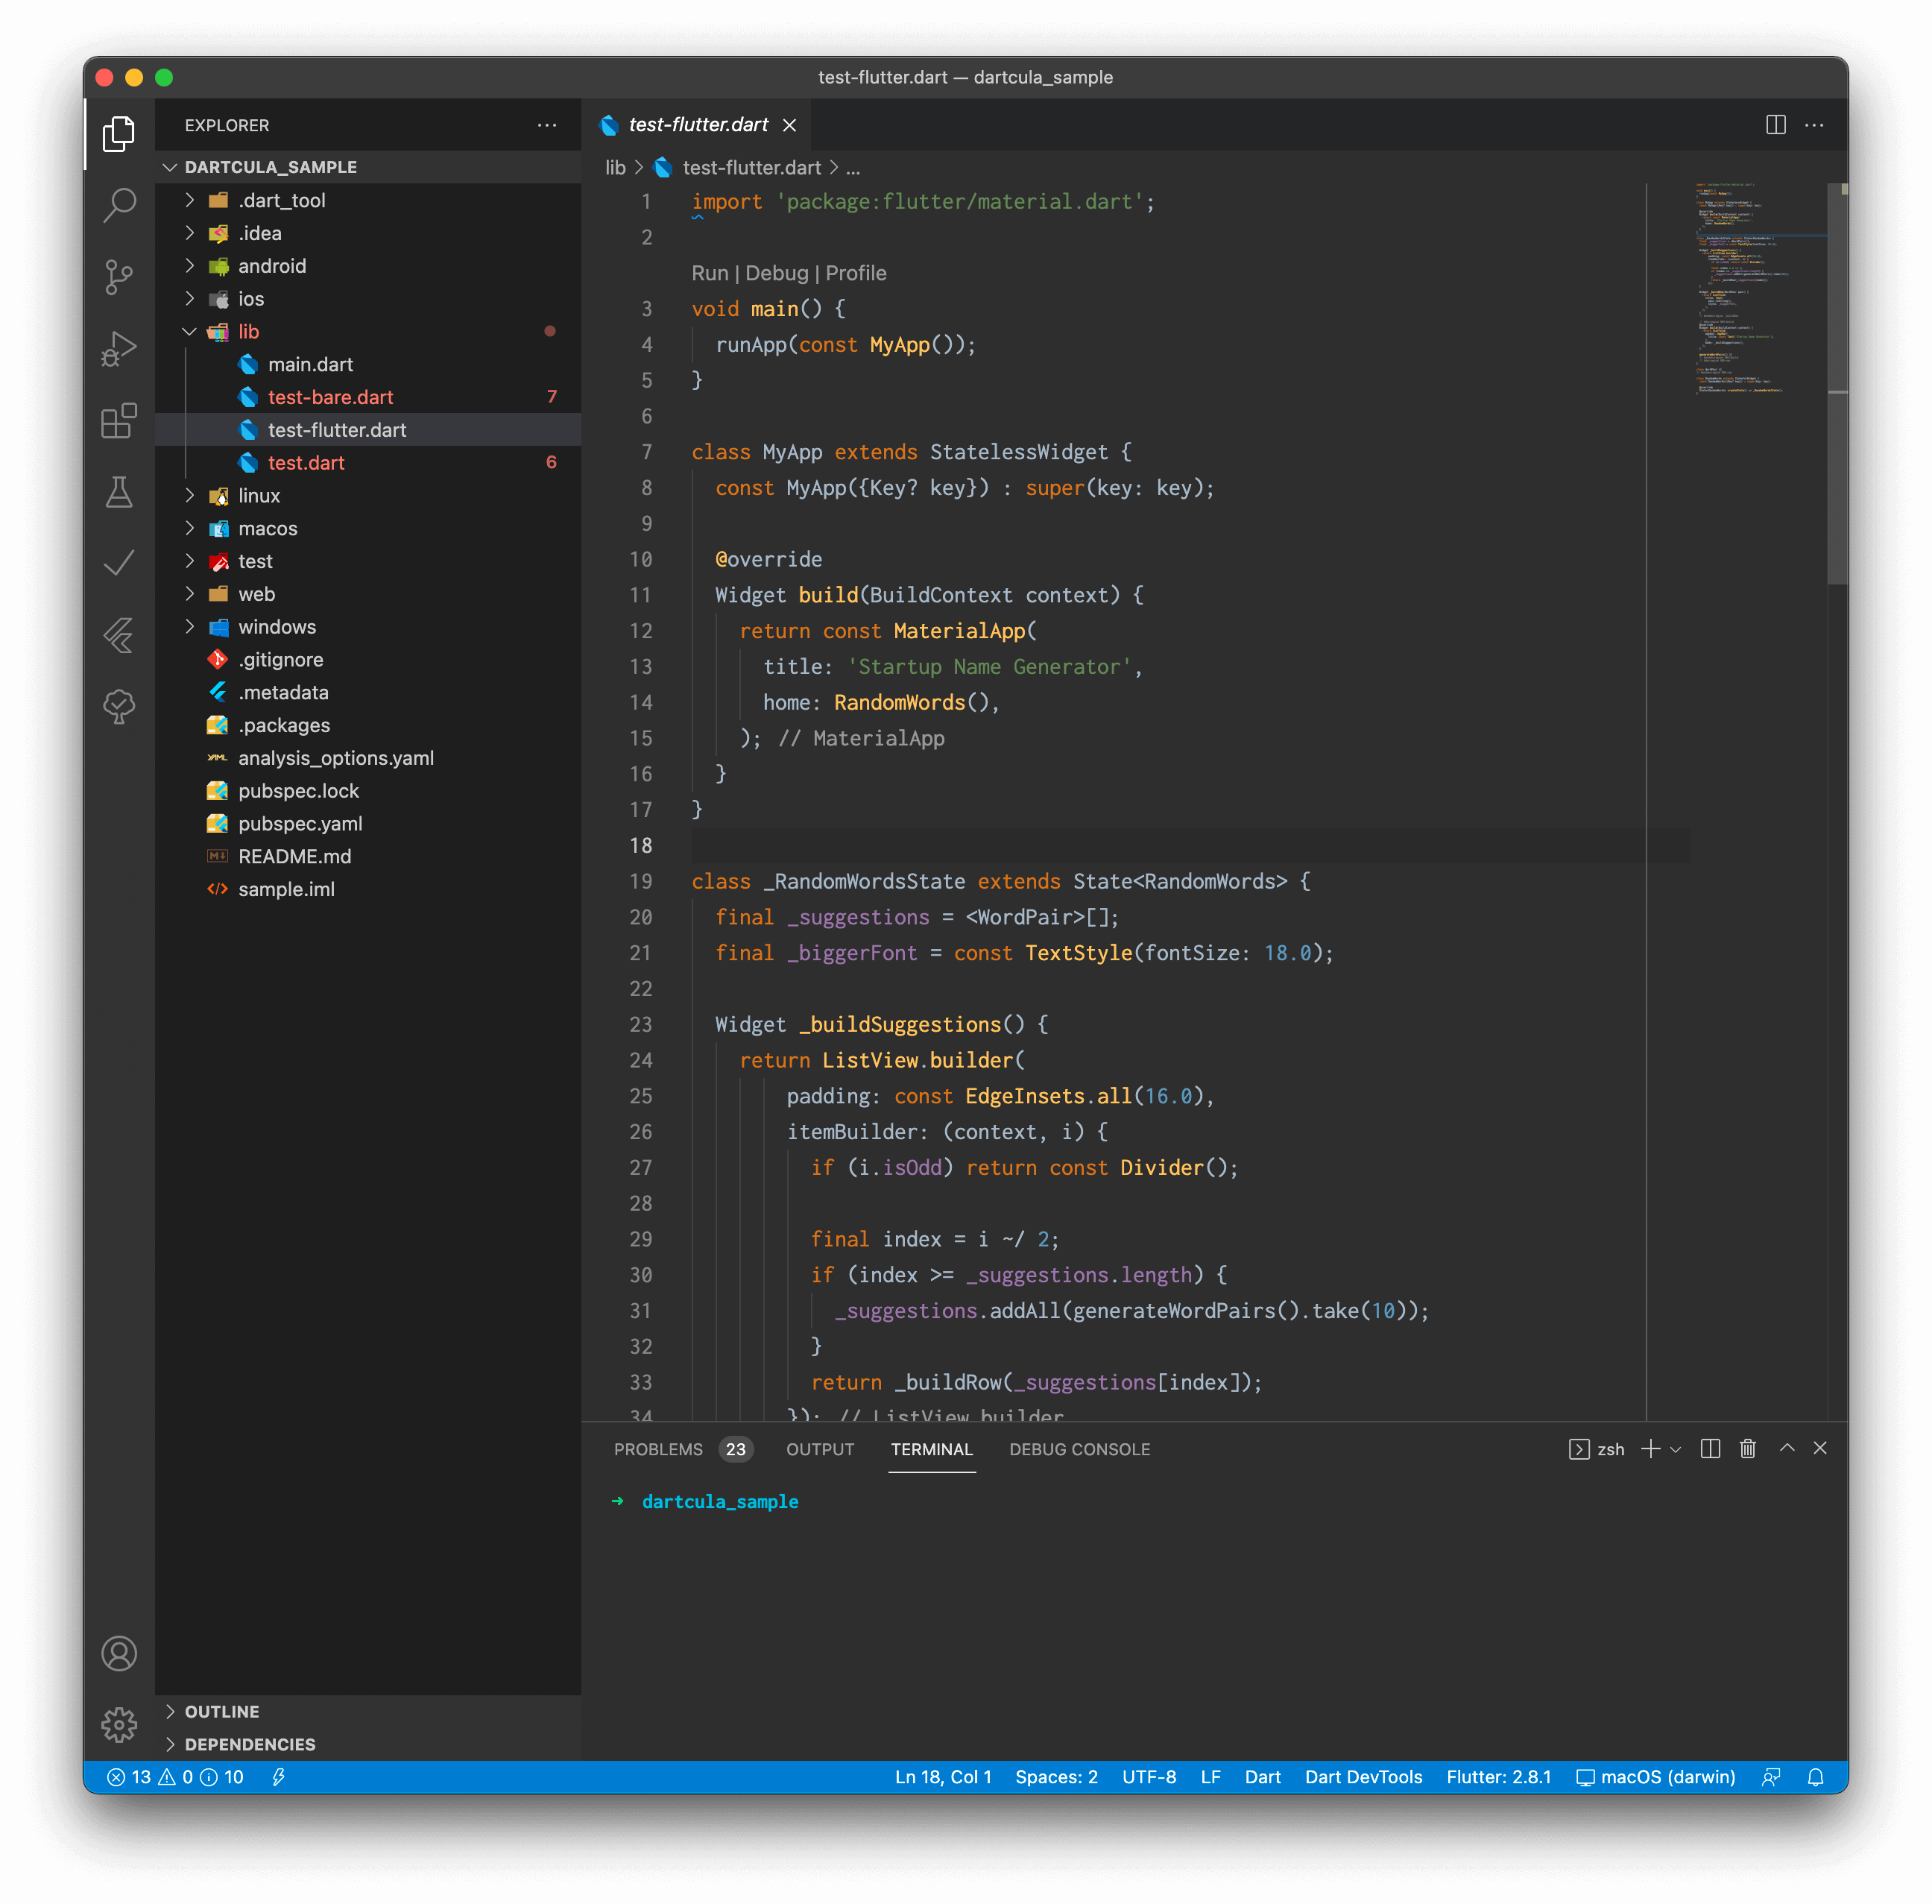 test-flutter.dart — dartcula_sample
EXPLORER
DARTCULA_SAMPLE
.dart_tool
.idea
android
ios
lib
main.dart
test-bare.dart 7
test-flutter.dart
test.dart 6
linux
macos
test
web
windows
.gitignore
.metadata
.packages
YAML analysis_options.yaml
pubspec.lock
pubspec.yaml
M↓ README.md
</> sample.iml
OUTLINE
DEPENDENCIES
test-flutter.dart
lib > test-flutter.dart > ...
1 import 'package:flutter/material.dart';
2
Run | Debug | Profile
3 void main() {
4 runApp(const MyApp());
5 }
6
7 class MyApp extends StatelessWidget {
8 const MyApp({Key? key}) : super(key: key);
9
10 @override
11 Widget build(BuildContext context) {
12 return const MaterialApp(
13 title: 'Startup Name Generator',
14 home: RandomWords(),
15 ); // MaterialApp
16 }
17 }
18
19 class _RandomWordsState extends State<RandomWords> {
20 final _suggestions = <WordPair>[];
21 final _biggerFont = const TextStyle(fontSize: 18.0);
22
23 Widget _buildSuggestions() {
24 return ListView.builder(
25 padding: const EdgeInsets.all(16.0),
26 itemBuilder: (context, i) {
27 if (i.isOdd) return const Divider();
28
29 final index = i ~/ 2;
30 if (index >= _suggestions.length) {
31 _suggestions.addAll(generateWordPairs().take(10));
32 }
33 return _buildRow(_suggestions[index]);
34 }); // ListView.builder
PROBLEMS 23 OUTPUT TERMINAL DEBUG CONSOLE zsh
→ dartcula_sample
13 0 10 Ln 18, Col 1 Spaces: 2 UTF-8 LF Dart Dart DevTools Flutter: 2.8.1 macOS (darwin)